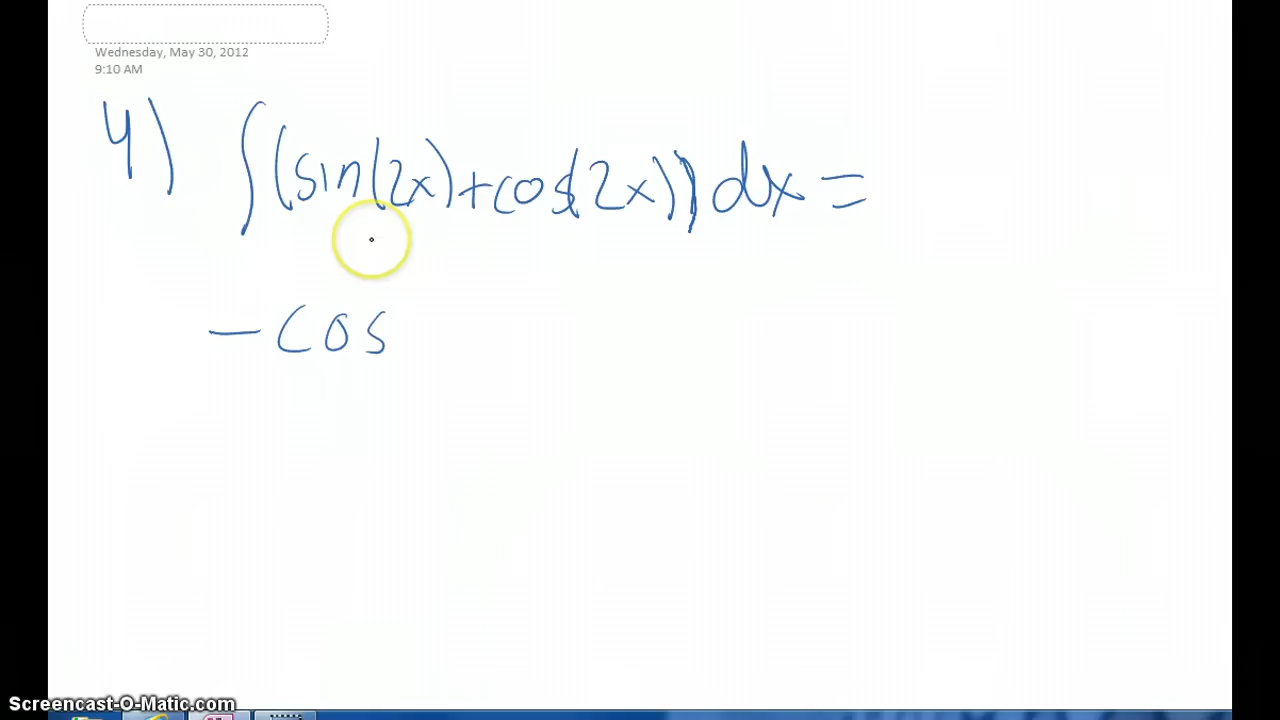 Wednesday, May 30, 2012
9:10 AM
4) ∫(sin(2x)+cos(2x))dx=
-cos
Screencast-O-Matic.com